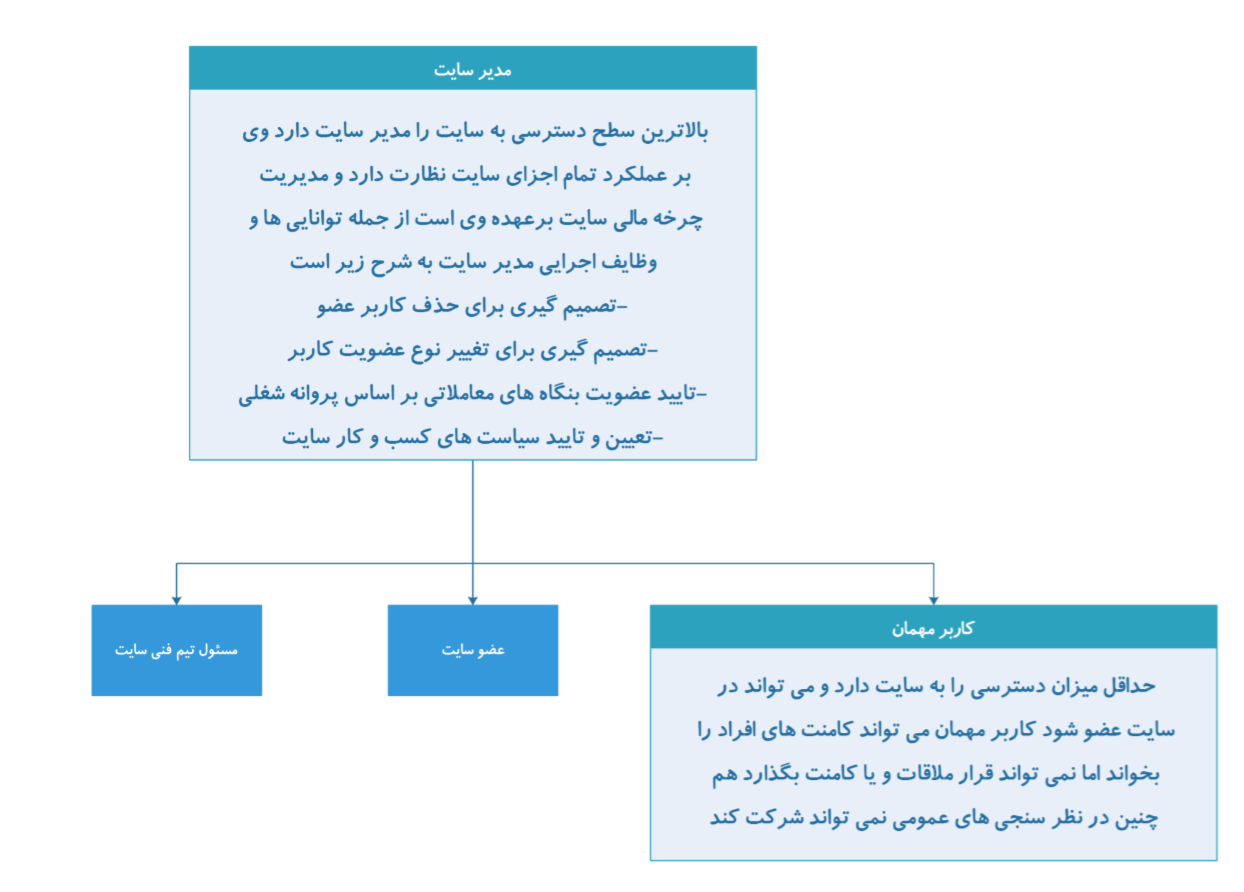 مدیر سایت
بالاترین سطح دسترسی به سایت را مدیر سایت دارد وی
بر عملکرد تمام اجزای سایت نظارت دارد و مدیریت
چرخه مالی سایت برعهده وی است از جمله توانایی ها و
وظایف اجرایی مدیر سایت به شرح زیر است
-تصمیم گیری برای حذف کاربر عضو
-تصمیم گیری برای تغییر نوع عضویت کاربر
-تایید عضویت بنگاه های معاملاتی بر اساس پروانه شغلی
-تعیین و تایید سیاست های کسب و کار سایت
کاربر مهمان
حداقل میزان دسترسی را به سایت دارد و می تواند در
سایت عضو شود کاربر مهمان می تواند کامنت های افراد را
بخواند اما نمی تواند قرار ملاقات و یا کامنت بگذارد هم
چنین در نظر سنجی های عمومی نمی تواند شرکت کند
عضو سایت
مسئول تیم فنی سایت